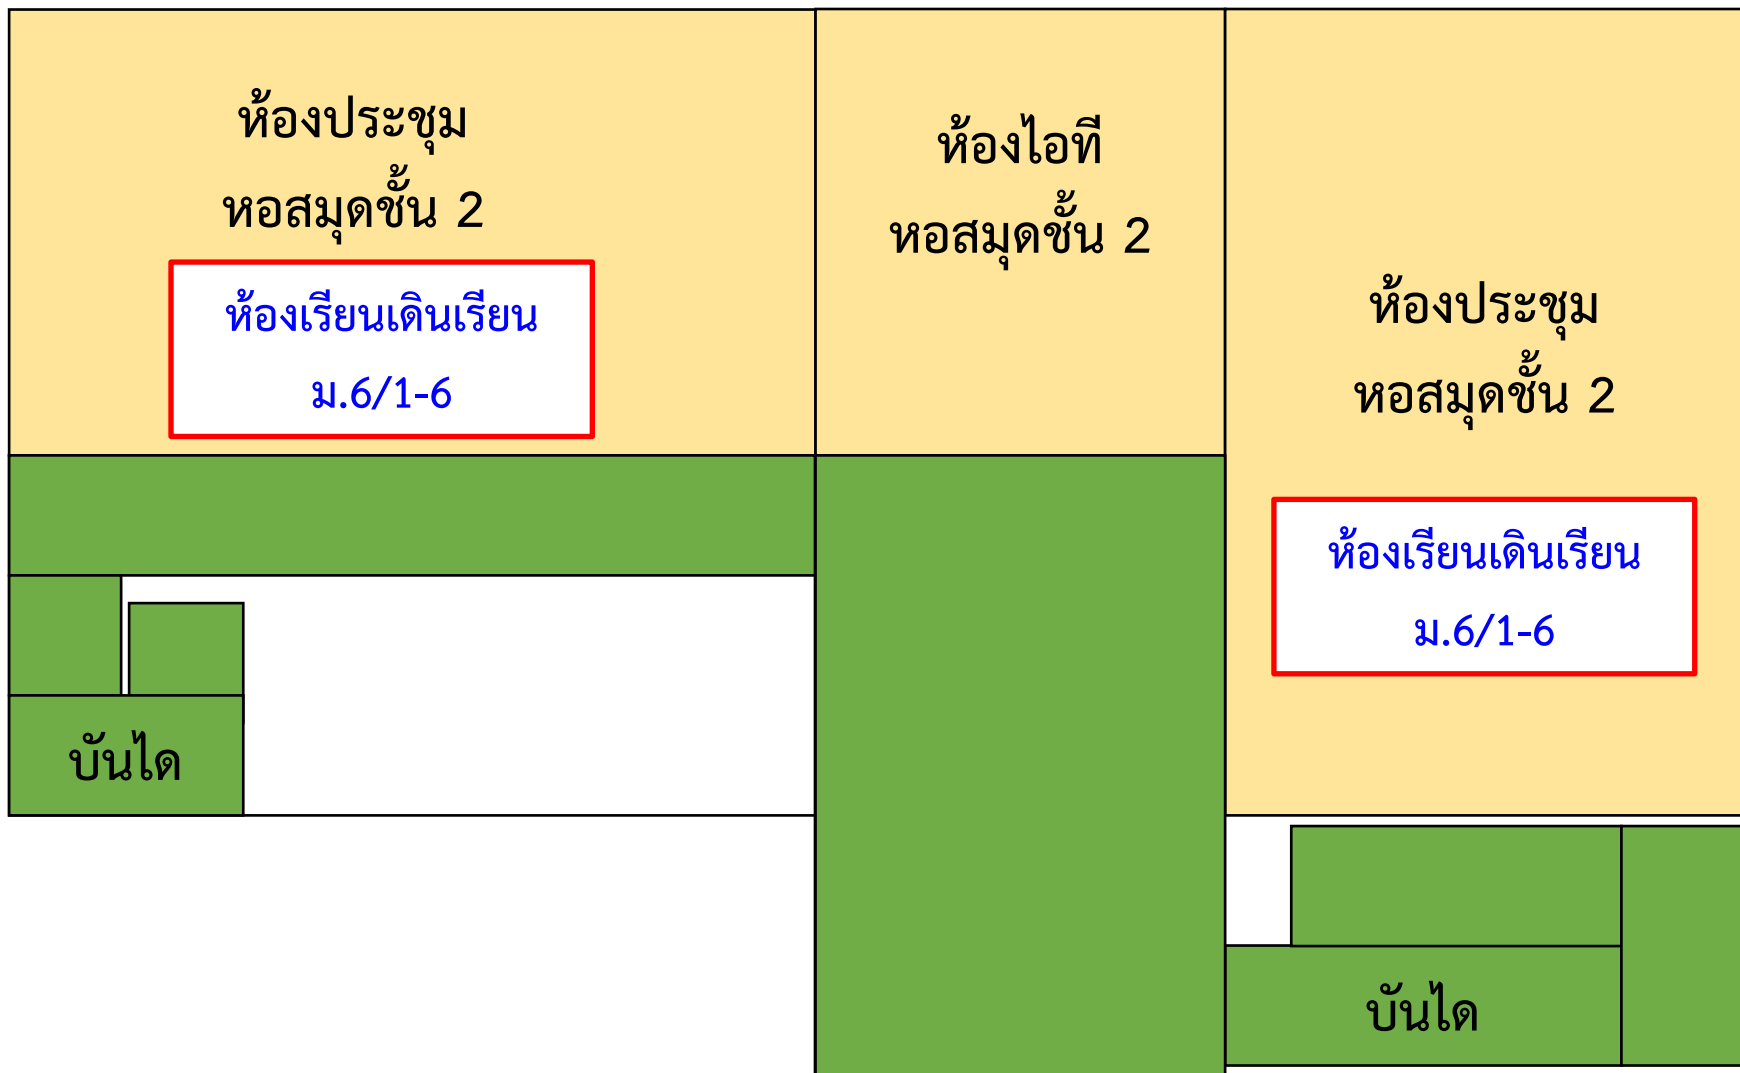 ห้องประชุม
หอสมุดชั้น 2
ห้องเรียนเดินเรียน
ม.6/1-6
ห้องไอที
หอสมุดชั้น 2
ห้องประชุม
หอสมุดชั้น 2
ห้องเรียนเดินเรียน
ม.6/1-6
บันได
บันได